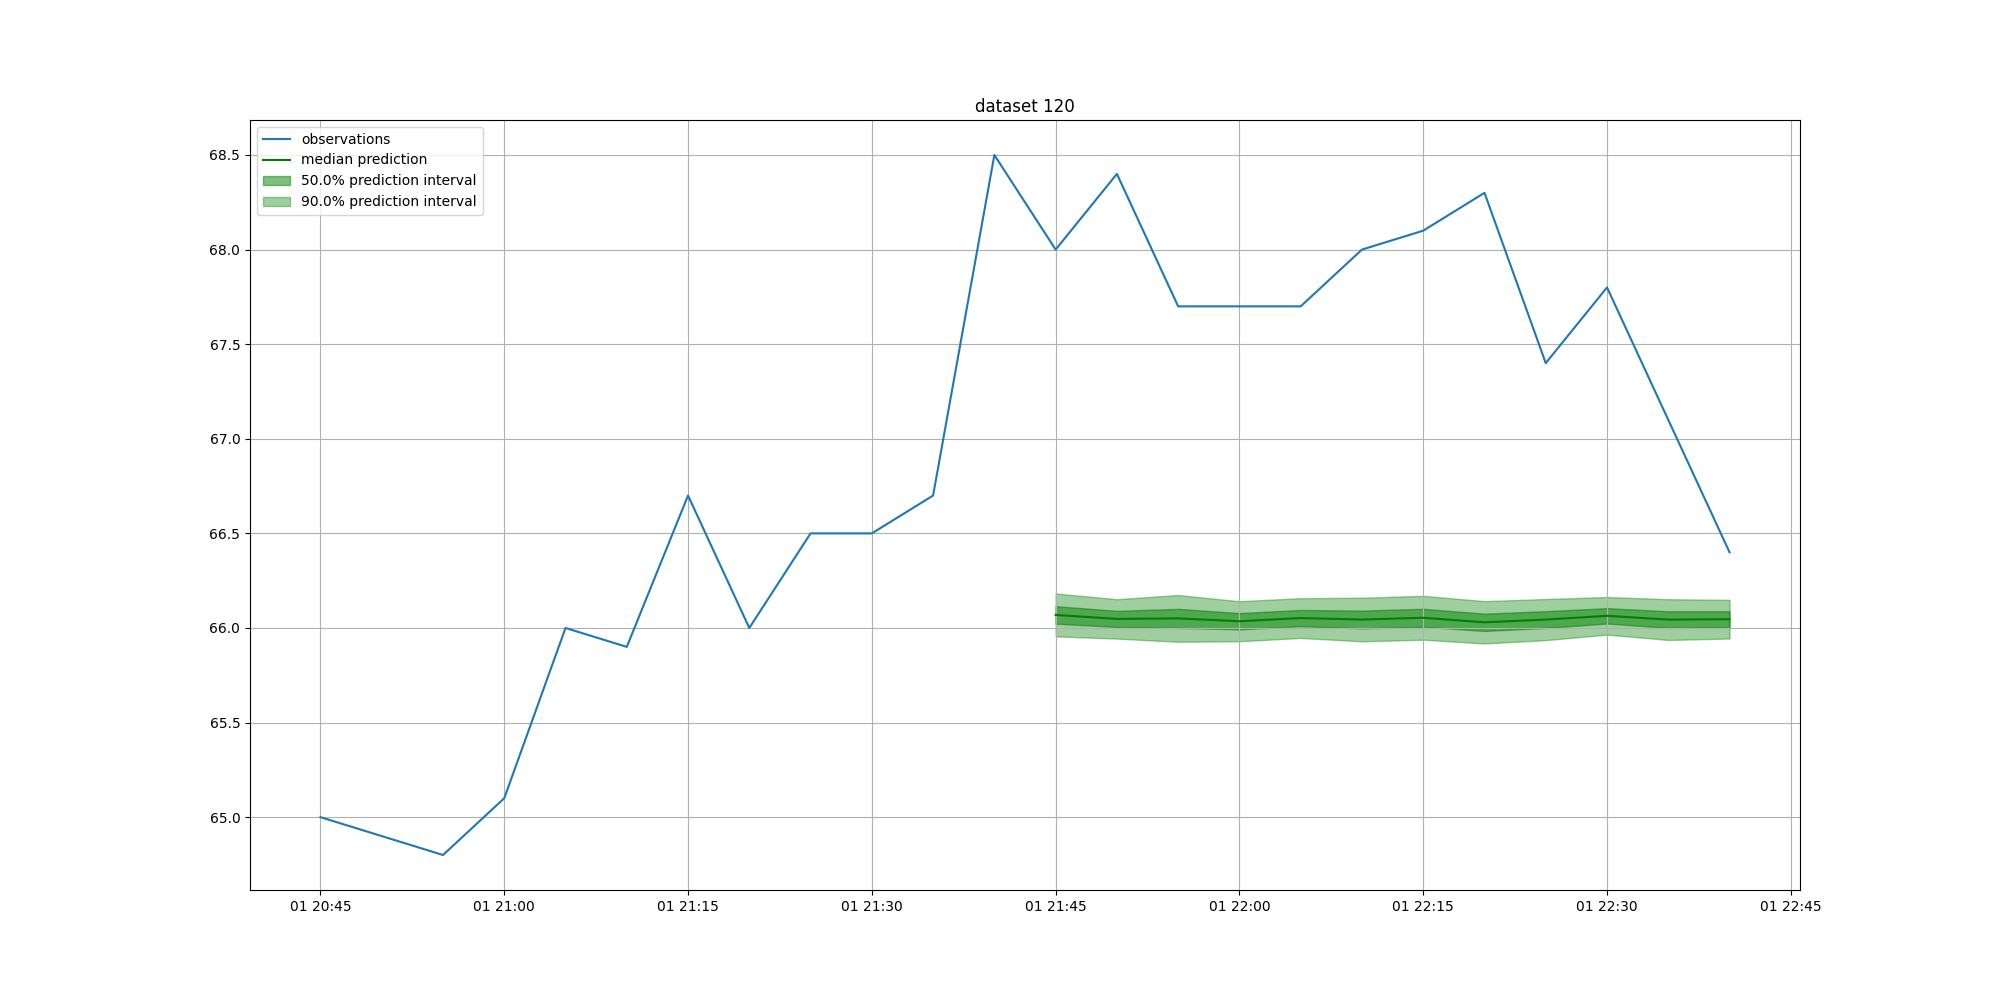 dataset 120
observations
median prediction
50.0% prediction interval
90.0% prediction interval
68.5
68.0
67.5
67.0
66.5
66.0
65.5
65.0
01 20:45 01 21:00 01 21:15 01 21:30 01 21:45 01 22:00 01 22:15 01 22:30 01 22:45